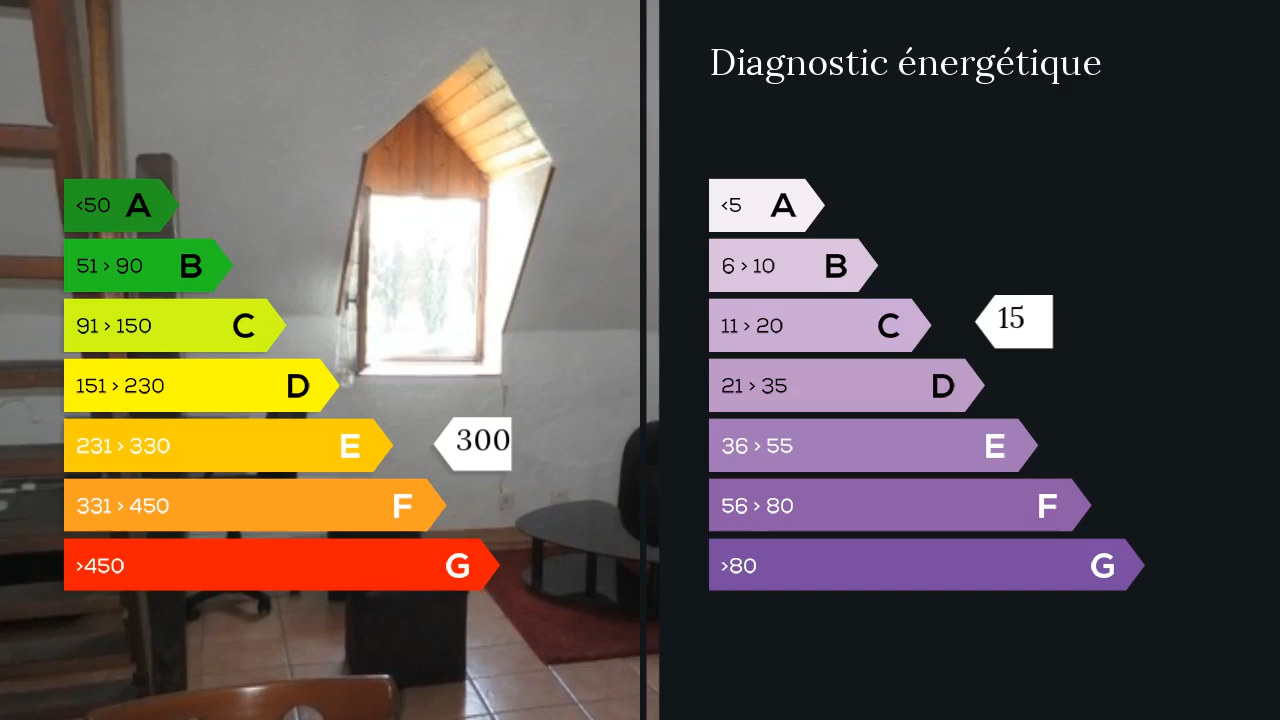 Diagnostic énergétique
<50 A
51 > 90 B
91 > 150 C
151 > 230 D
231 > 330 E
300
331 > 450 F
>450 G
<5 A
6 > 10 B
11 > 20 C
15
21 > 35 D
36 > 55 E
56 > 80 F
>80 G